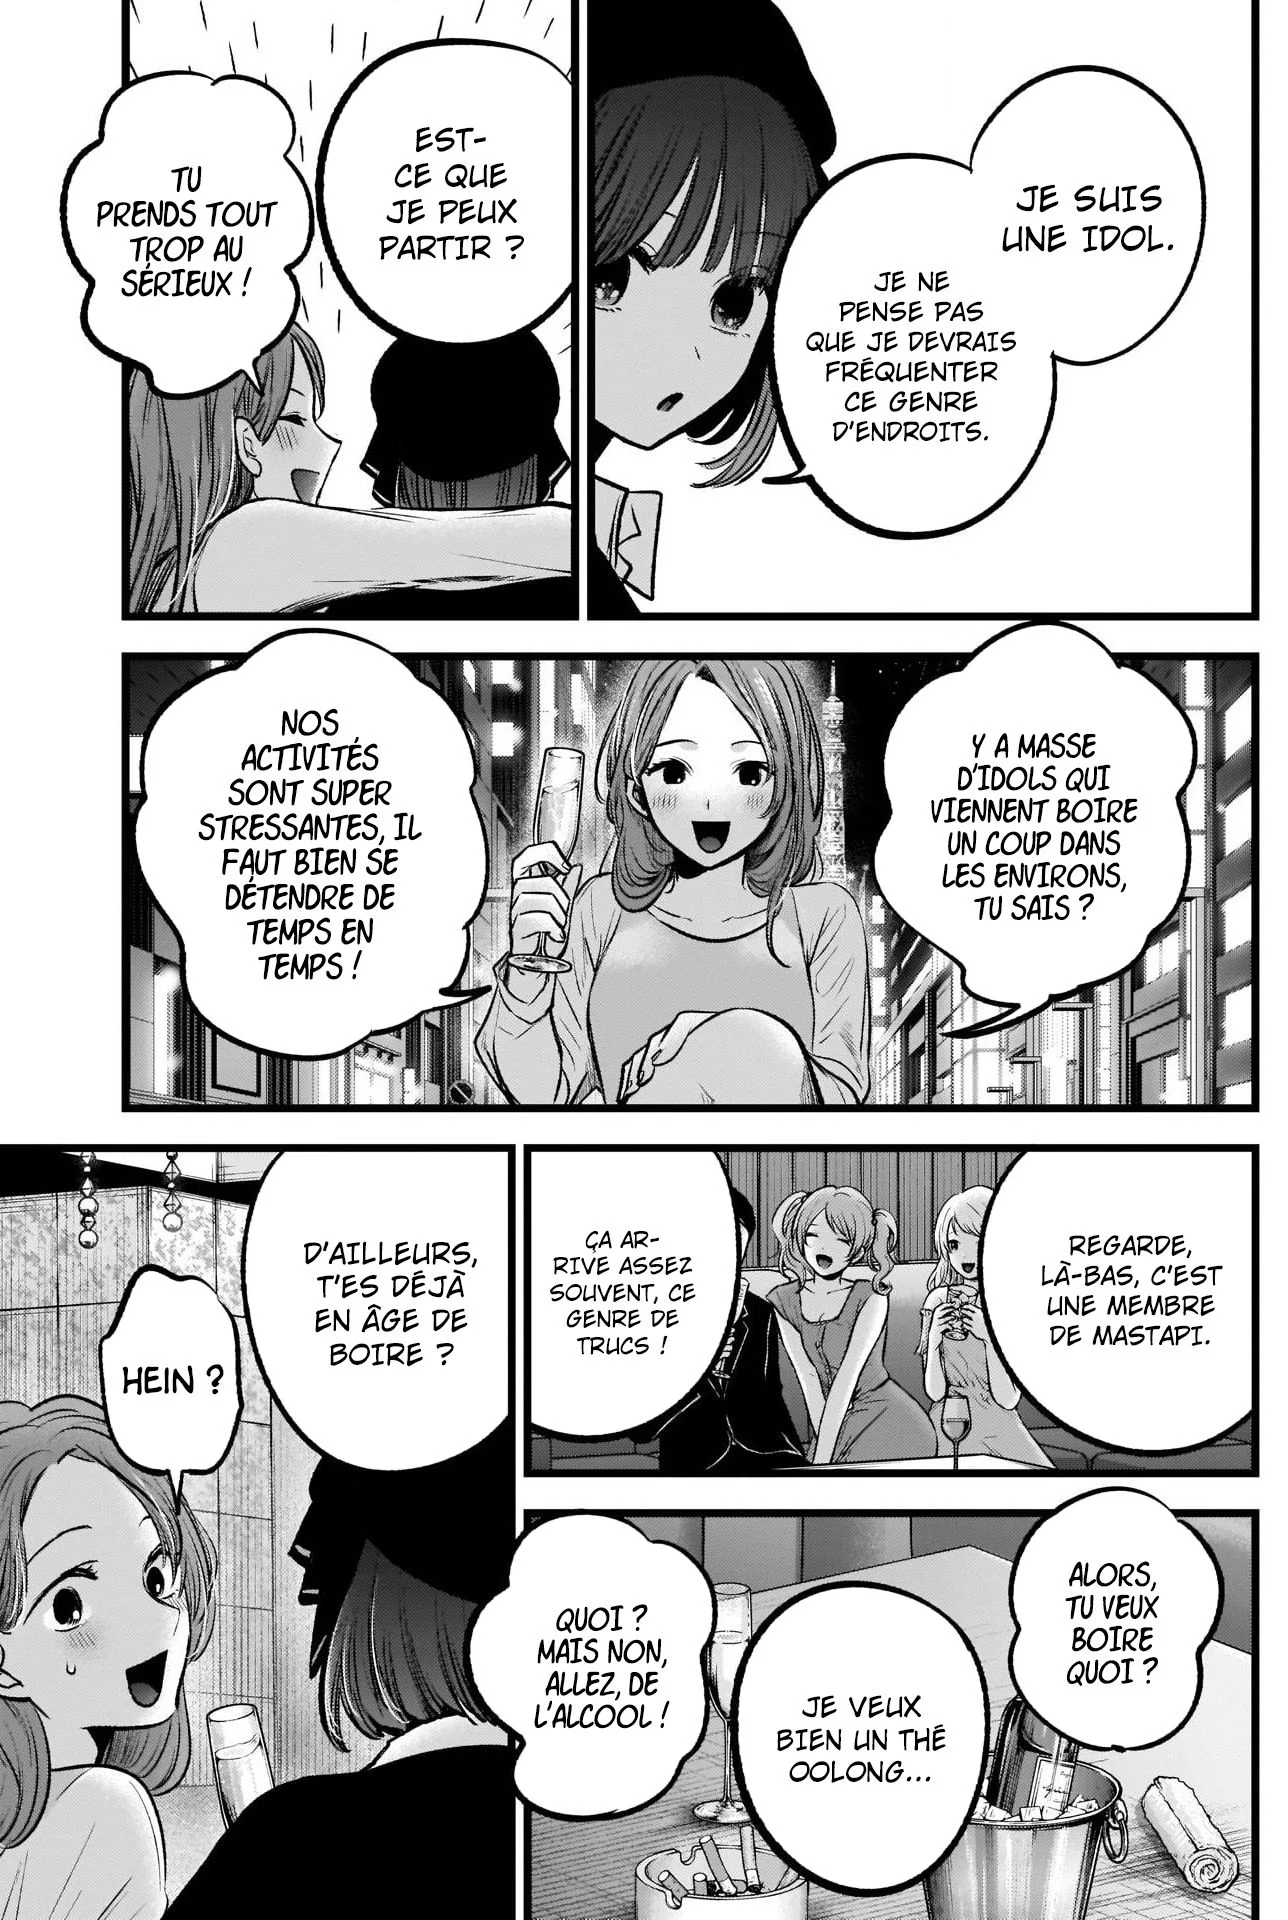 JE SUIS
UNE IDOL.
JE NE
PENSE PAS
QUE JE DEVRAIS
FRÉQUENTER
CE GENRE
D'ENDROITS.
EST-
CE QUE
JE PEUX
PARTIR ?
TU
PRENDS TOUT
TROP AU
SÉRIEUX !
Y A MASSE
D'IDOLS QUI
VIENNENT BOIRE
UN COUP DANS
LES ENVIRONS,
TU SAIS ?
NOS
ACTIVITÉS
SONT SUPER
STRESSANTES, IL
FAUT BIEN SE
DÉTENDRE DE
TEMPS EN
TEMPS !
REGARDE,
LÀ-BAS, C'EST
UNE MEMBRE
DE MASTAPI.
ÇA AR-
RIVE ASSEZ
SOUVENT, CE
GENRE DE
TRUCS !
ALORS,
TU VEUX
BOIRE
QUOI ?
JE VEUX
BIEN UN THÉ
OOLONG...
QUOI ?
MAIS NON,
ALLEZ, DE
L'ALCOOL !
D'AILLEURS,
T'ES DÉJÀ
EN ÂGE DE
BOIRE ?
HEIN ?